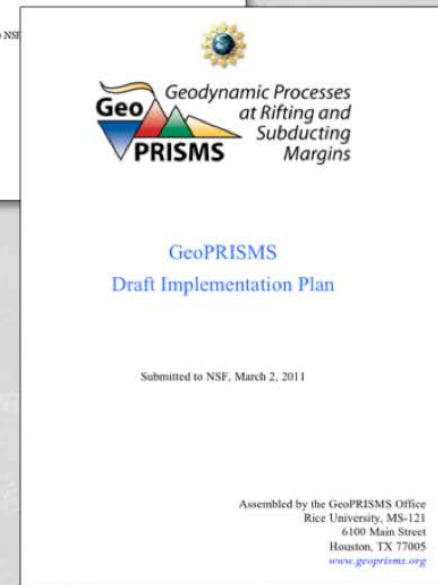 NSF
Geo
PRISMS
Geodynamic Processes
at Rifting and
Subducting
Margins
GeoPRISMS
Draft Implementation Plan
Submitted to NSF, March 2, 2011
Assembled by the GeoPRISMS Office
Rice University, MS-121
6100 Main Street
Houston, TX 77005
www.geoprisms.org